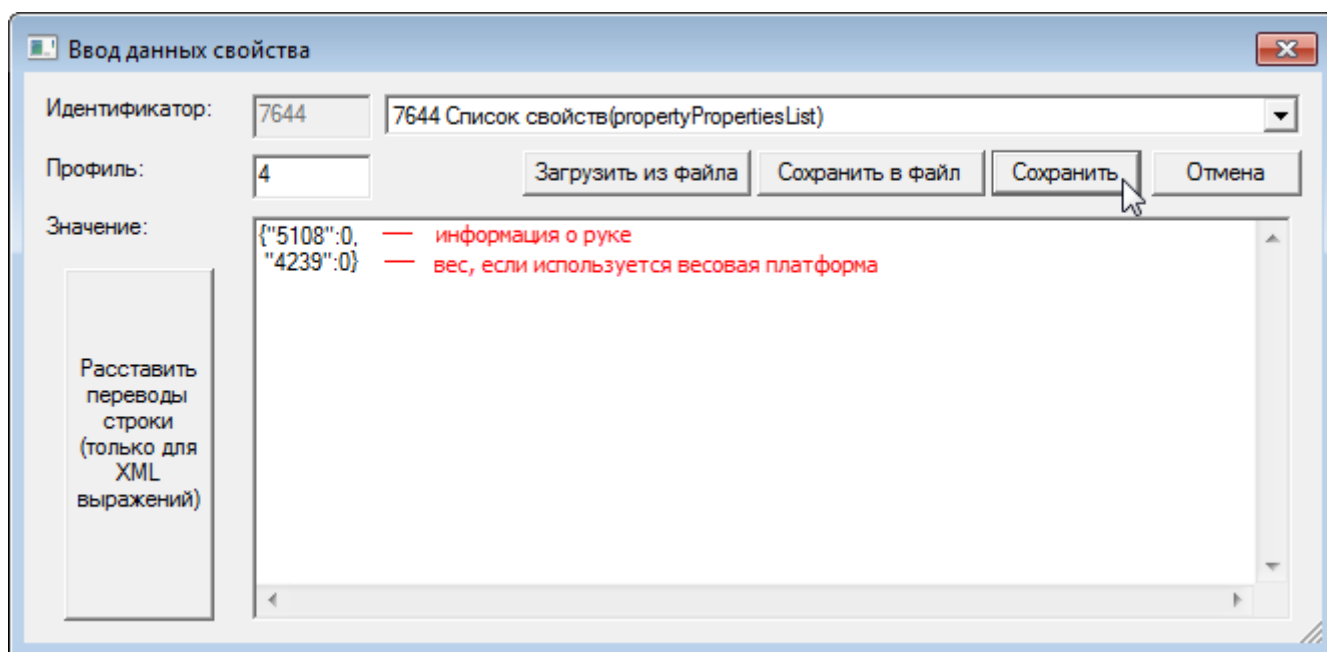 Ввод данных свойства
Идентификатор: 7644 7644 Список свойств(propertyPropertiesList)
Профиль: 4 Загрузить из файла Сохранить в файл Сохранить Отмена
Значение:
{"5108":0, — информация о руке
"4239":0} — вес, если используется весовая платформа
Расставить
переводы
строки
(только для
XML
выражений)